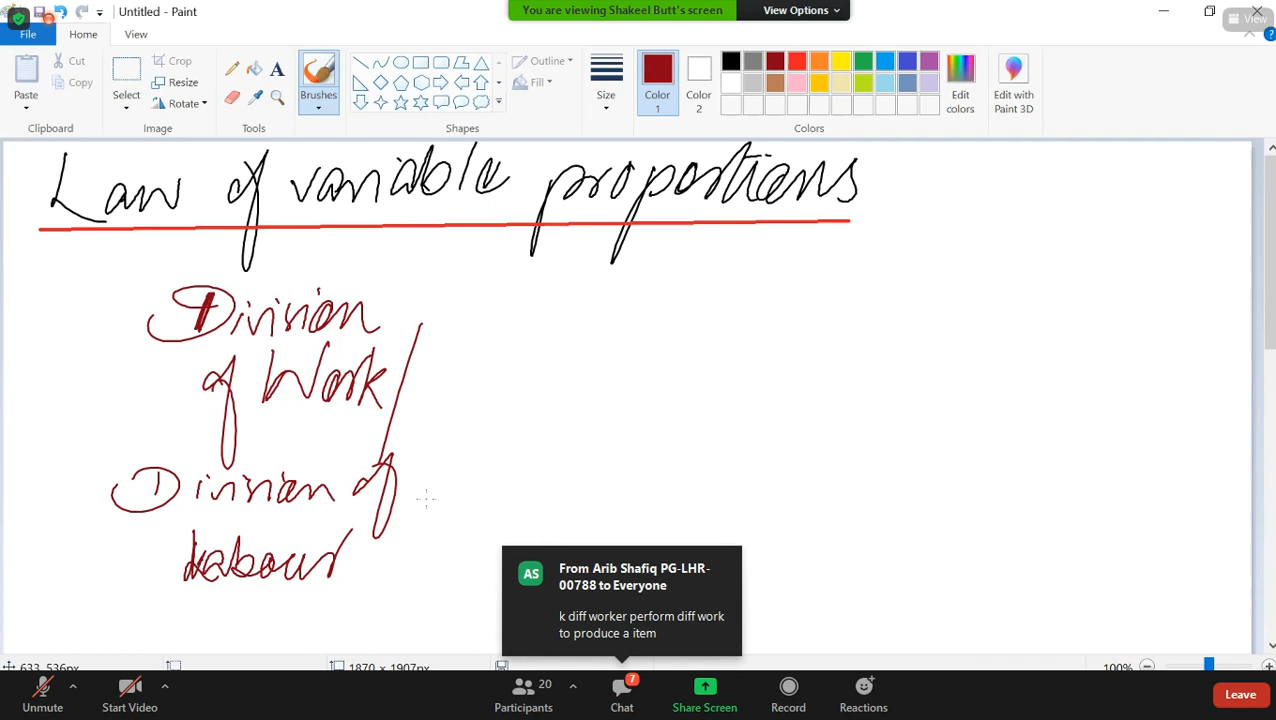 Untitled - Paint
You are viewing Shakeel Butt's screen
View Options
View
File
Home
View
Paste
Cut
Copy
Clipboard
Select
Crop
Resize
Rotate
Image
Tools
Brushes
Shapes
Outline
Fill
Size
Color 1
Color 2
Colors
Edit colors
Edit with Paint 3D
Law of variable proportions
Division
of Work/
Division of
Labour
AS
From Arib Shafiq PG-LHR-
00788 to Everyone
k diff worker perform diff work
to produce a item
633, 536px
1870 × 1907px
100%
Unmute
Start Video
20
Participants
7
Chat
Share Screen
Record
Reactions
Leave